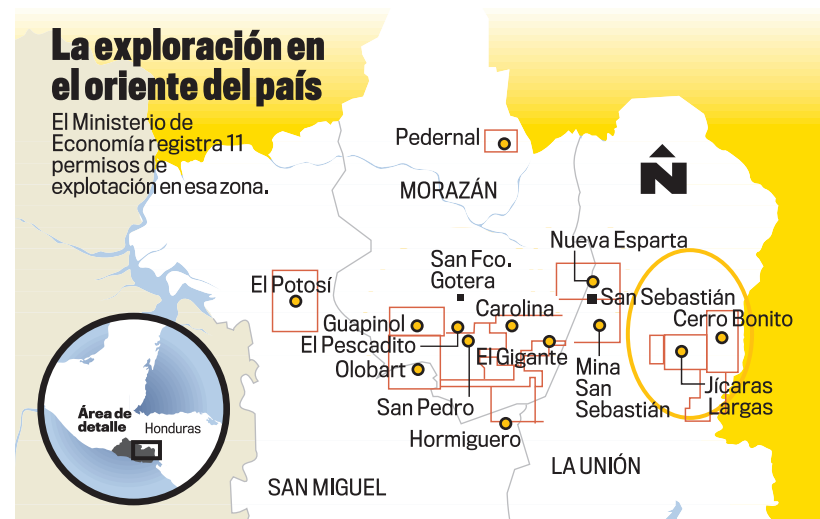 La exploración en
el oriente del país
El Ministerio de
Economía registra 11
permisos de
explotación en esa zona.
Pedernal
MORAZÁN
N
Nueva Esparta
San Fco.
Gotera
El Potosí
San Sebastián
Carolina
Guapinol
Cerro Bonito
El Pescadito
El Gigante
Olobart
Mina
San
Sebastián
Jícaras
Largas
San Pedro
Hormiguero
Área de
detalle
Honduras
LA UNIÓN
SAN MIGUEL